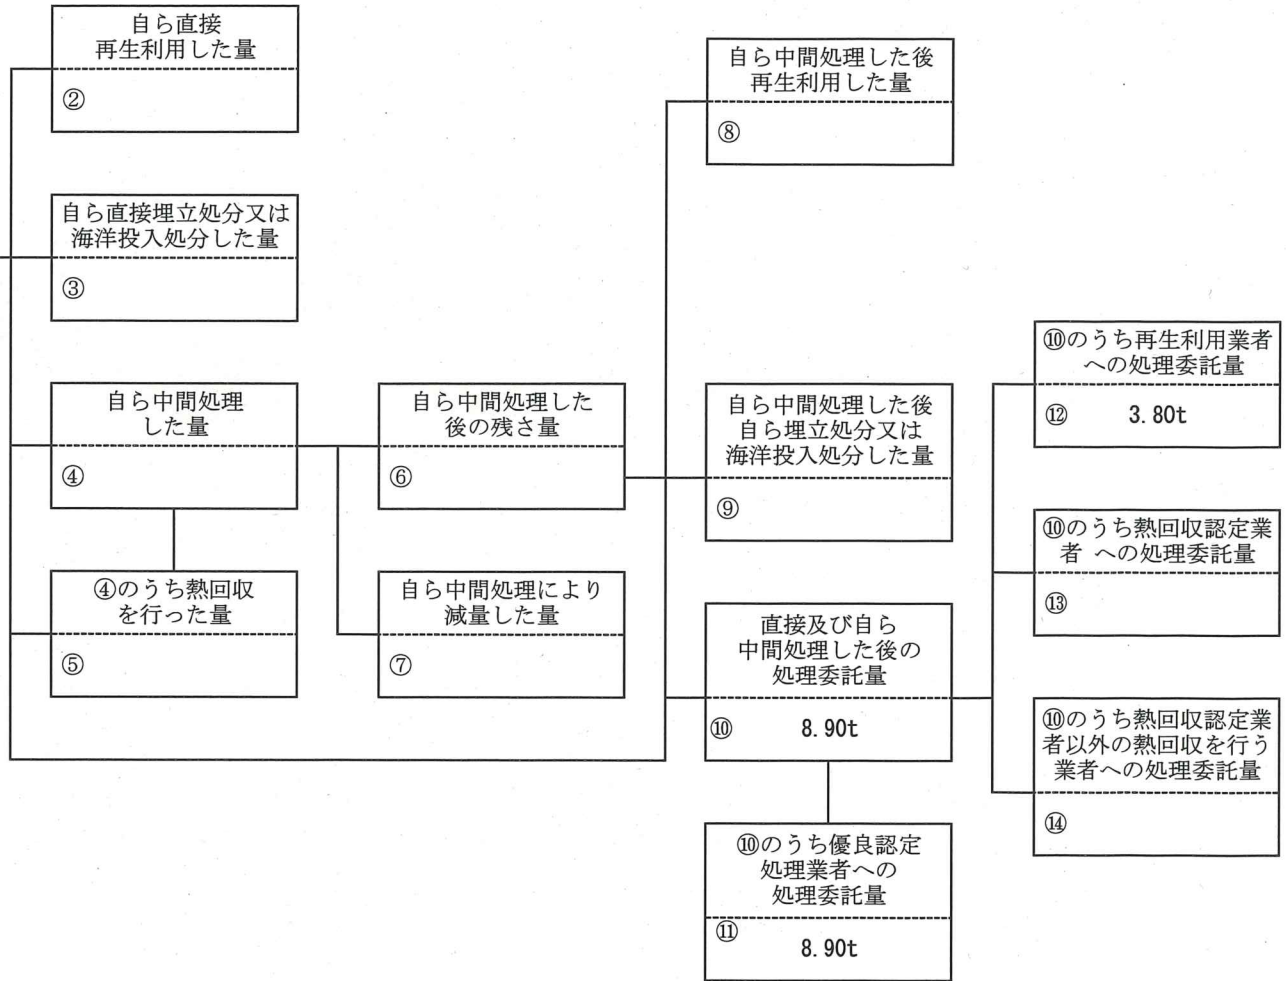 自ら直接
再生利用した量
②
自ら直接埋立処分又は
海洋投入処分した量
③
自ら中間処理
した量
④
④のうち熱回収
を行った量
⑤
自ら中間処理した
後の残さ量
⑥
自ら中間処理により
減量した量
⑦
自ら中間処理した後
再生利用した量
⑧
自ら中間処理した後
自ら埋立処分又は
海洋投入処分した量
⑨
直接及び自ら
中間処理した後の
処理委託量
⑩ 8.90t
⑩のうち優良認定
処理業者への
処理委託量
⑪
8.90t
⑩のうち再生利用業者
への処理委託量
⑫ 3.80t
⑩のうち熱回収認定業
者 への処理委託量
⑬
⑩のうち熱回収認定業
者以外の熱回収を行う
業者への処理委託量
⑭